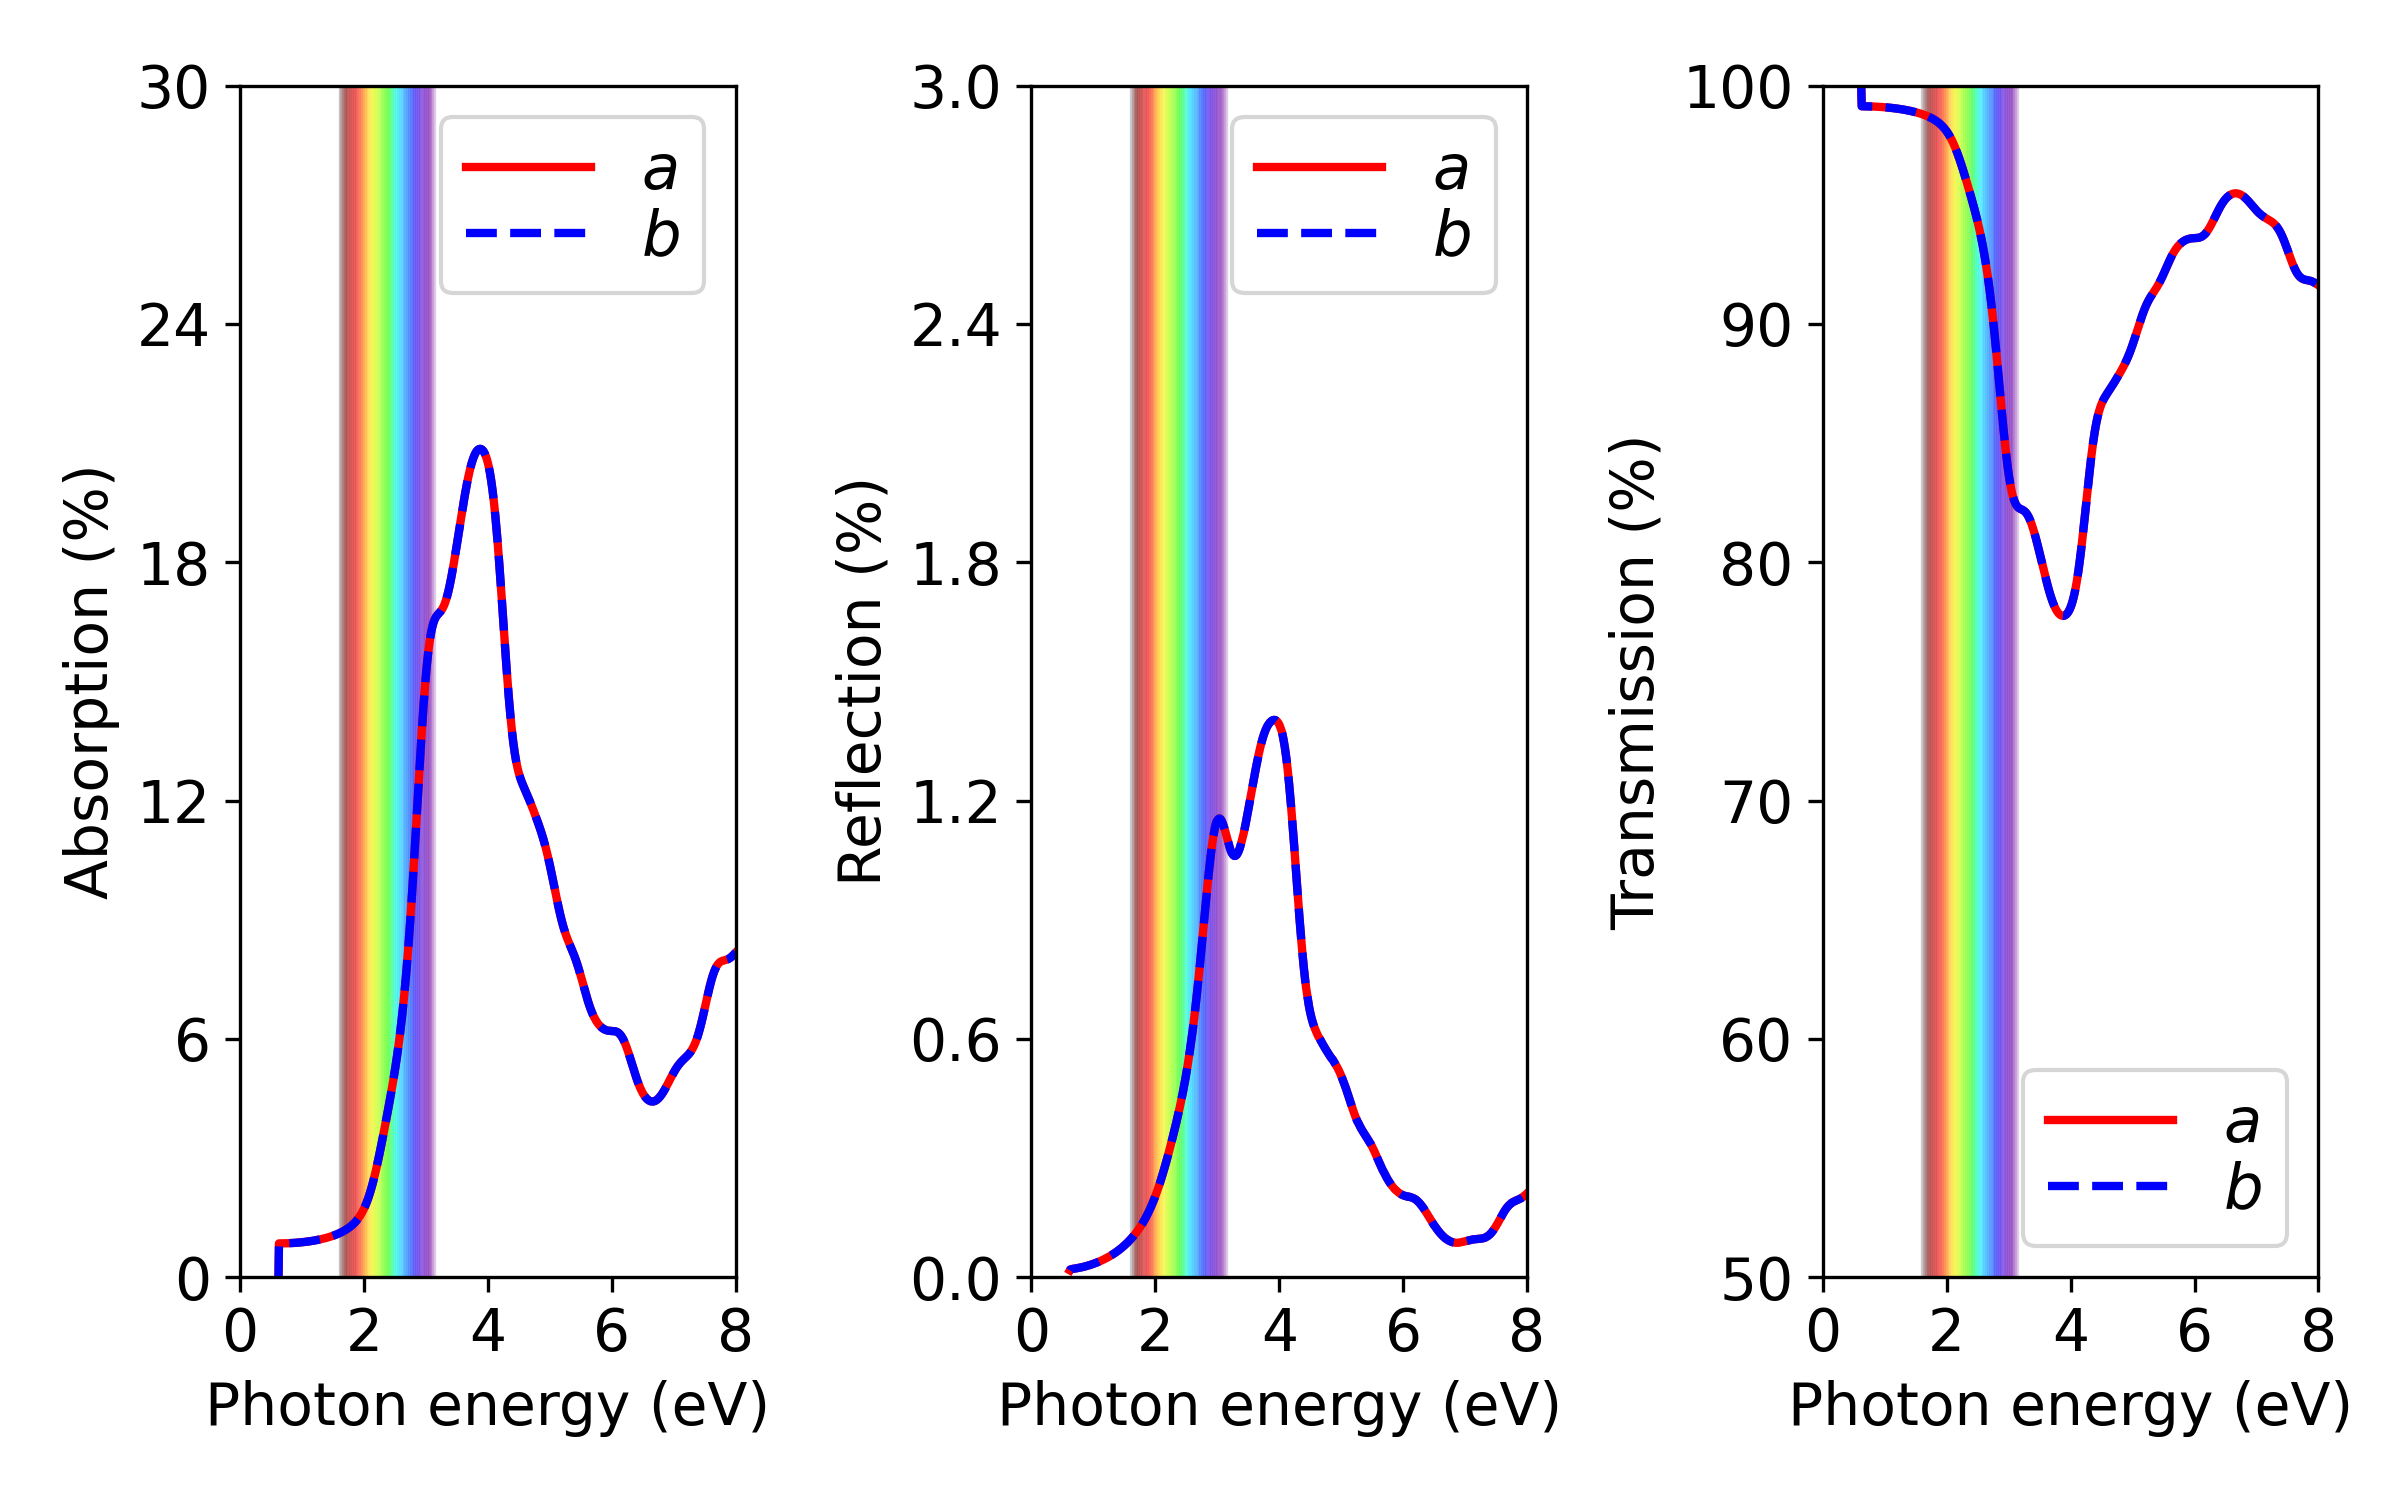 Absorption (%)
30
24
18
12
6
0
0 2 4 6 8
Photon energy (eV)
a
b
Reflection (%)
3.0
2.4
1.8
1.2
0.6
0.0
0 2 4 6 8
Photon energy (eV)
a
b
Transmission (%)
100
90
80
70
60
50
0 2 4 6 8
Photon energy (eV)
a
b